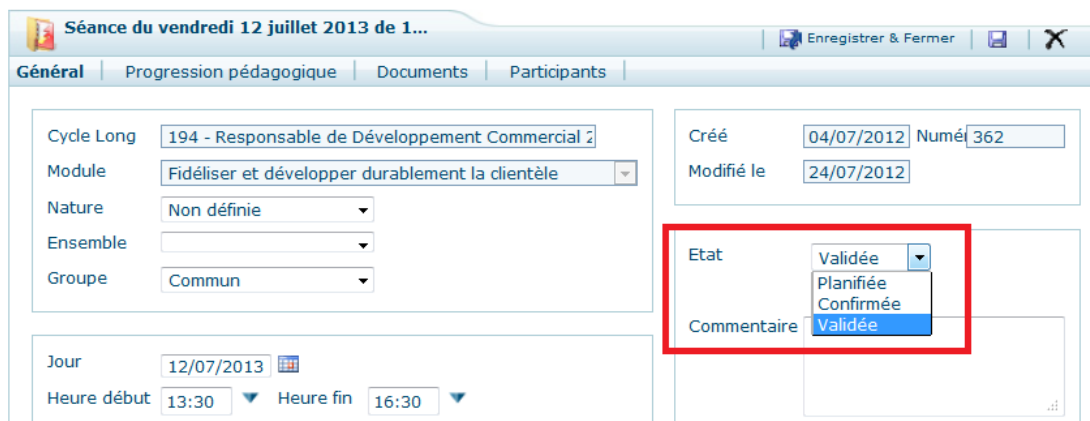 Séance du vendredi 12 juillet 2013 de 1...
Enregistrer & Fermer
Général Progression pédagogique Documents Participants
Cycle Long 194 - Responsable de Développement Commercial 2
Module Fidéliser et développer durablement la clientèle
Nature Non définie
Ensemble
Groupe Commun
Jour 12/07/2013
Heure début 13:30 Heure fin 16:30
Créé 04/07/2012 Numér 362
Modifié le 24/07/2012
Etat Validée
Planifiée
Confirmée
Validée
Commentaire